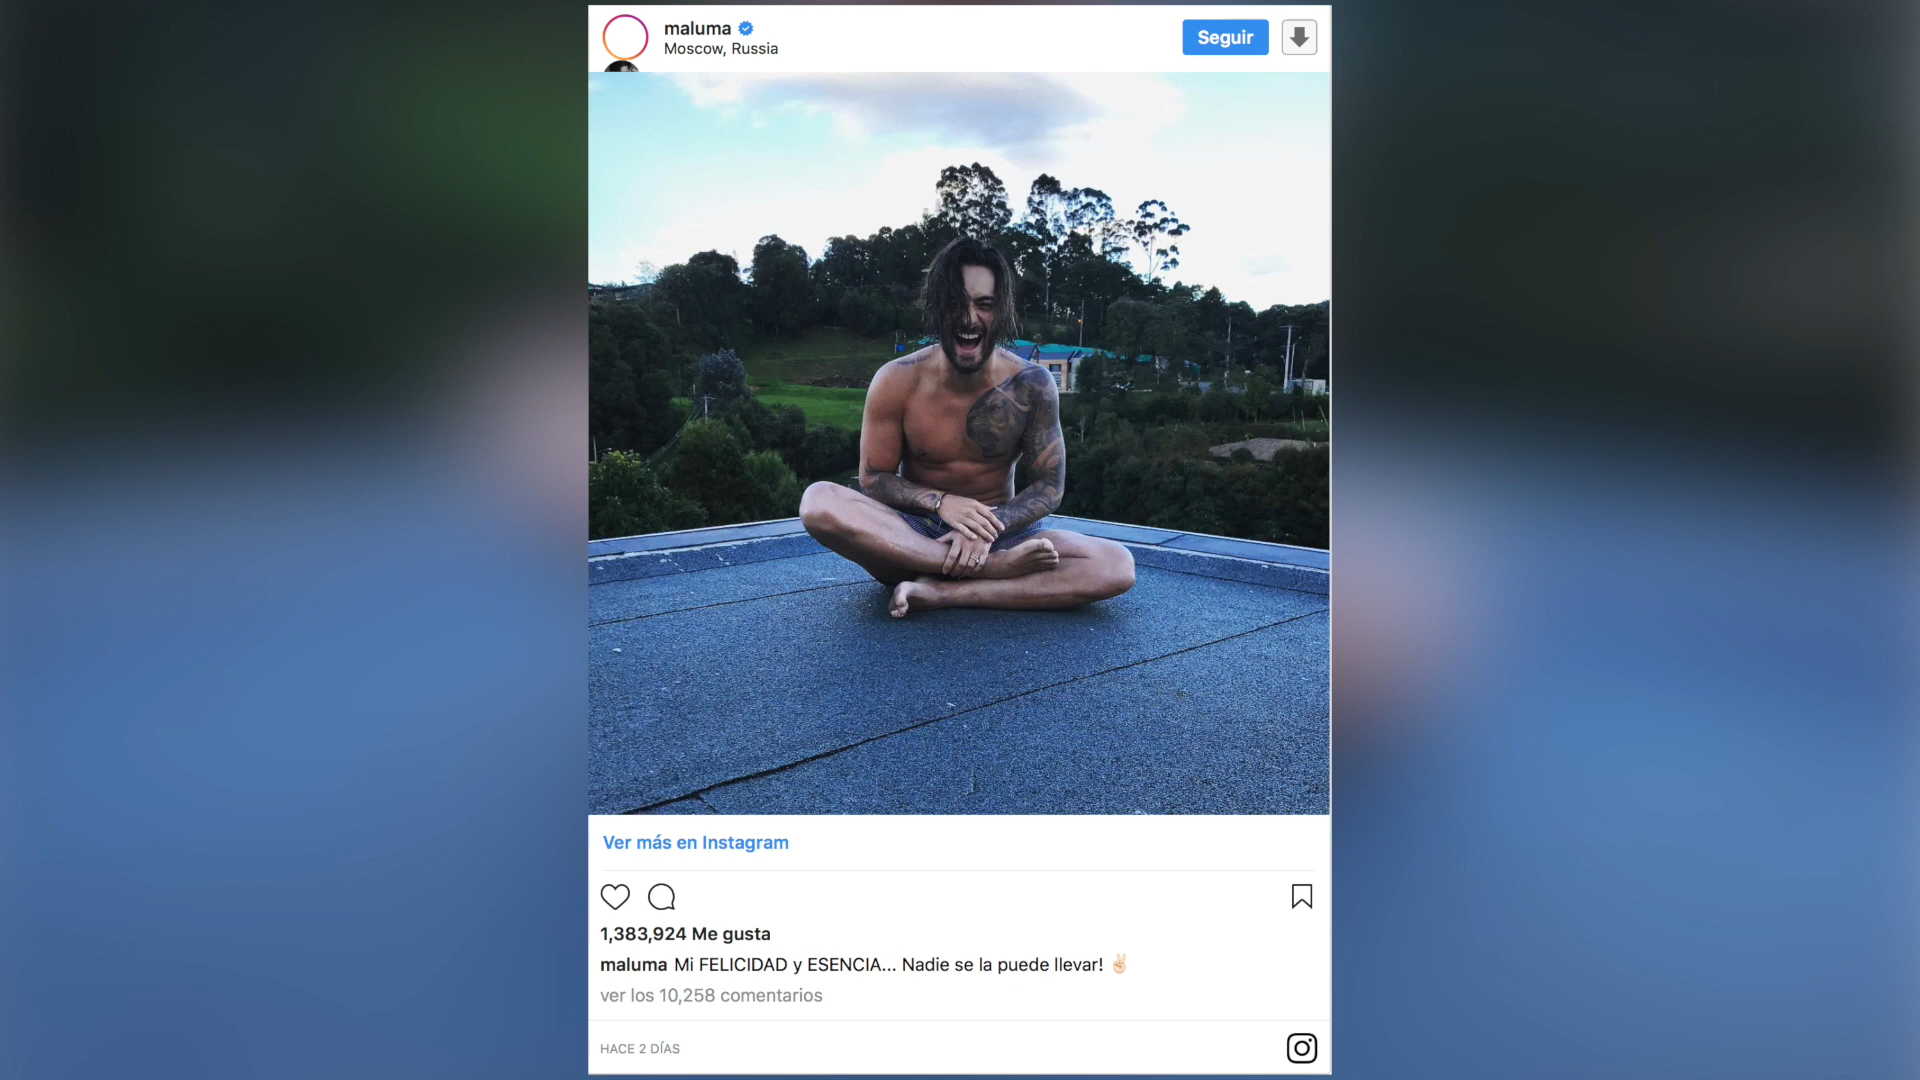 maluma
Moscow, Russia
Seguir
Ver más en Instagram
1,383,924 Me gusta
maluma Mi FELICIDAD y ESENCIA... Nadie se la puede llevar! ✌🏻
ver los 10,258 comentarios
HACE 2 DÍAS